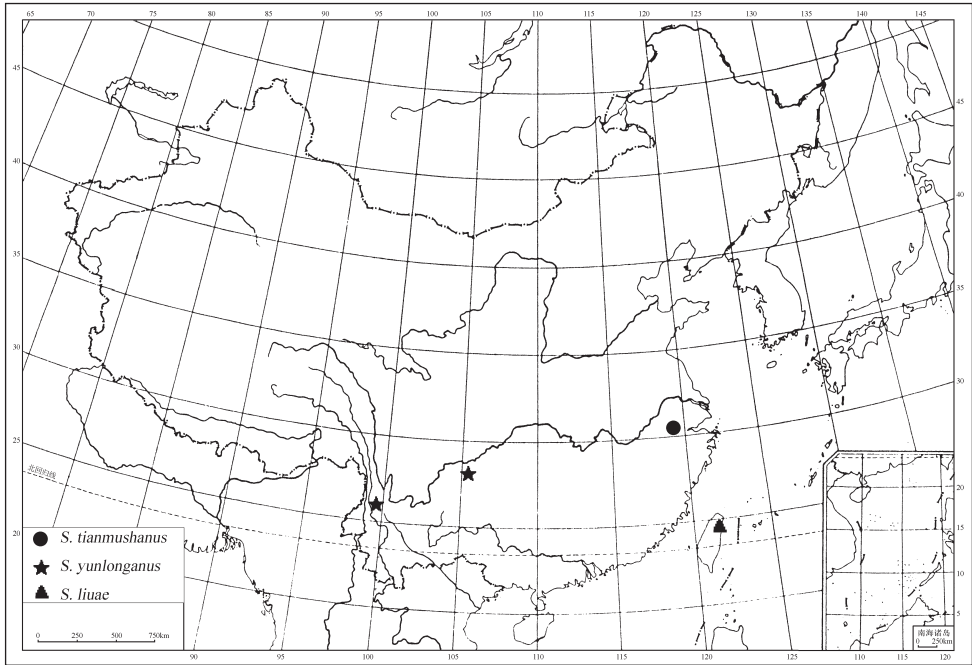 65 70 75 80 85 90 95 100 105 110 115 120 125 130 135 140 145
45
40
35
30
25
20
45
40
35
30
北回归线
S. tianmushanus
S. yunlonganus
S. liuae
0 250 500 750km
90 95 100 105 110 115 120 125
20
15
10
5
南海诸岛
0 250km
110 115 120